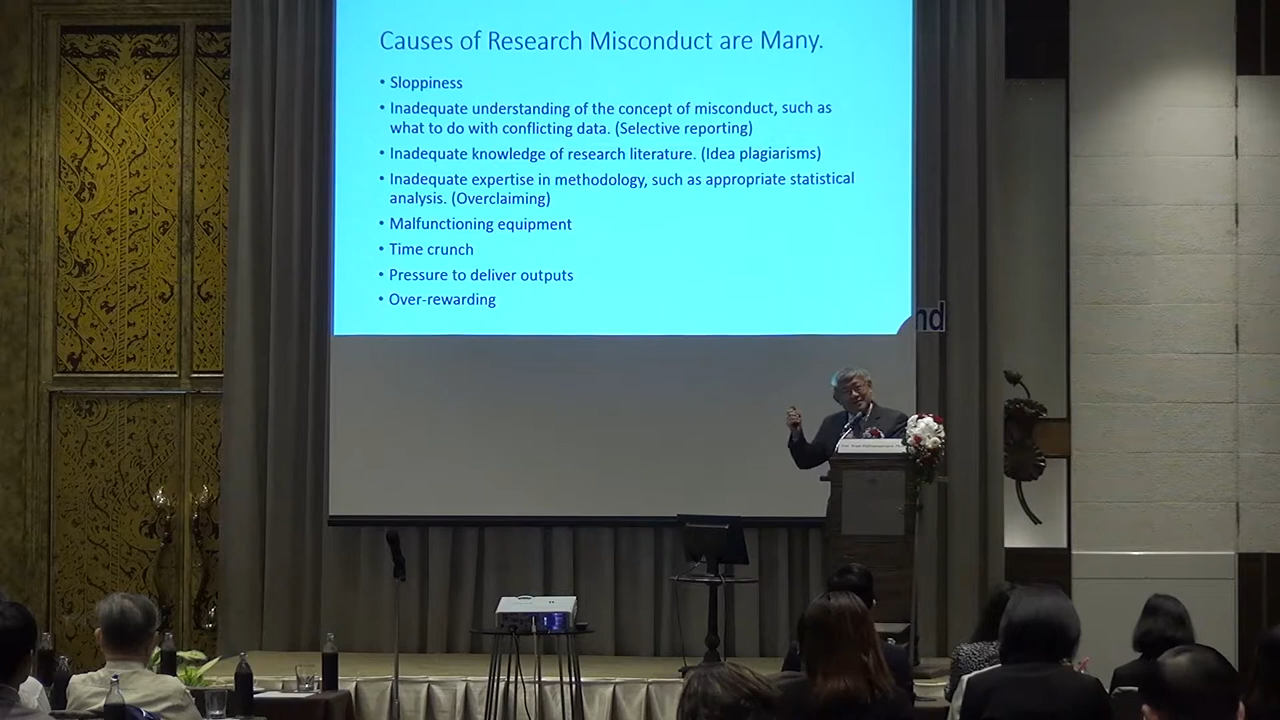 Causes of Research Misconduct are Many.
• Sloppiness
• Inadequate understanding of the concept of misconduct, such as
what to do with conflicting data. (Selective reporting)
• Inadequate knowledge of research literature. (Idea plagiarisms)
• Inadequate expertise in methodology, such as appropriate statistical
analysis. (Overclaiming)
• Malfunctioning equipment
• Time crunch
• Pressure to deliver outputs
• Over-rewarding
nd